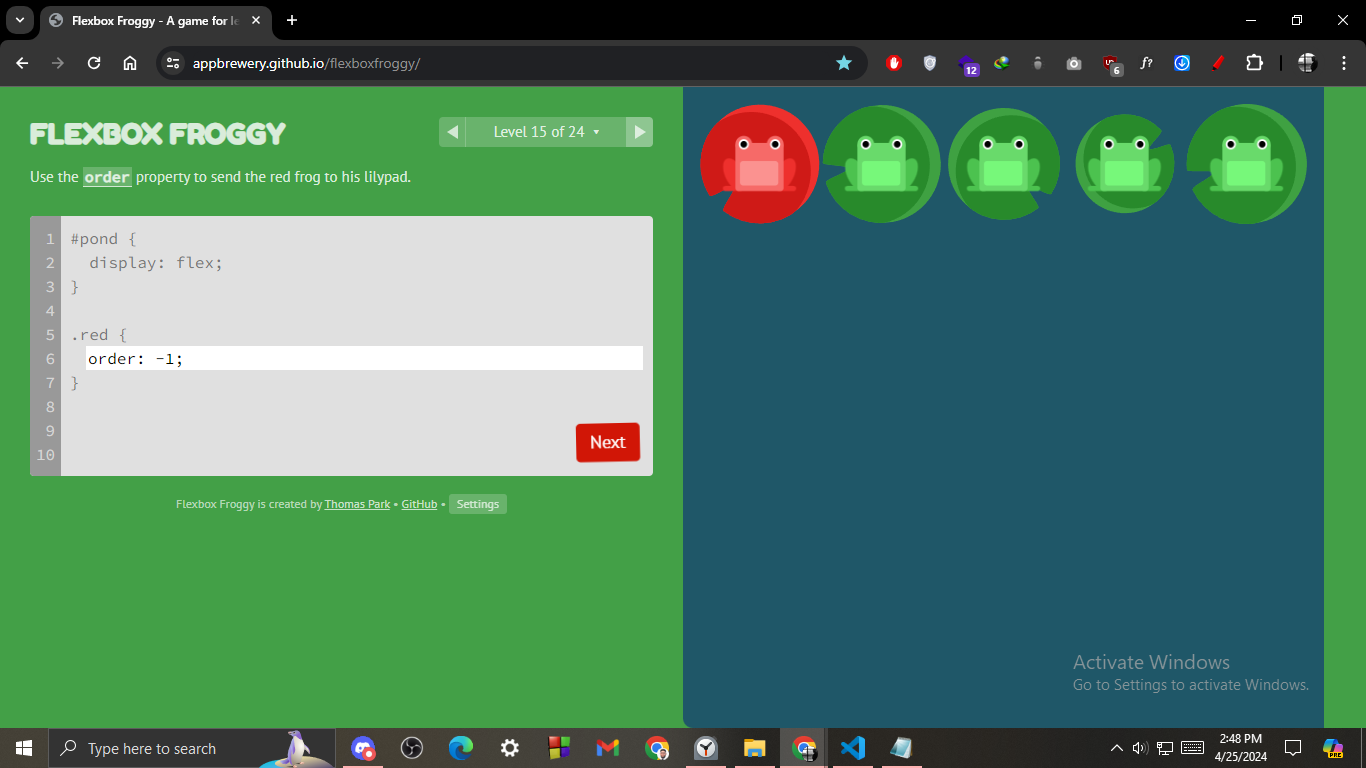 Flexbox Froggy - A game for le
appbrewery.github.io/flexboxfroggy/
12
6
f?
FLEXBOX FROGGY
Level 15 of 24
Use the order property to send the red frog to his lilypad.
1 #pond {
2 display: flex;
3 }
4
5 .red {
6 order: -1;
7 }
8
9
10
Next
Flexbox Froggy is created by Thomas Park • GitHub • Settings
Activate Windows
Go to Settings to activate Windows.
Type here to search
2:48 PM
4/25/2024
PRE